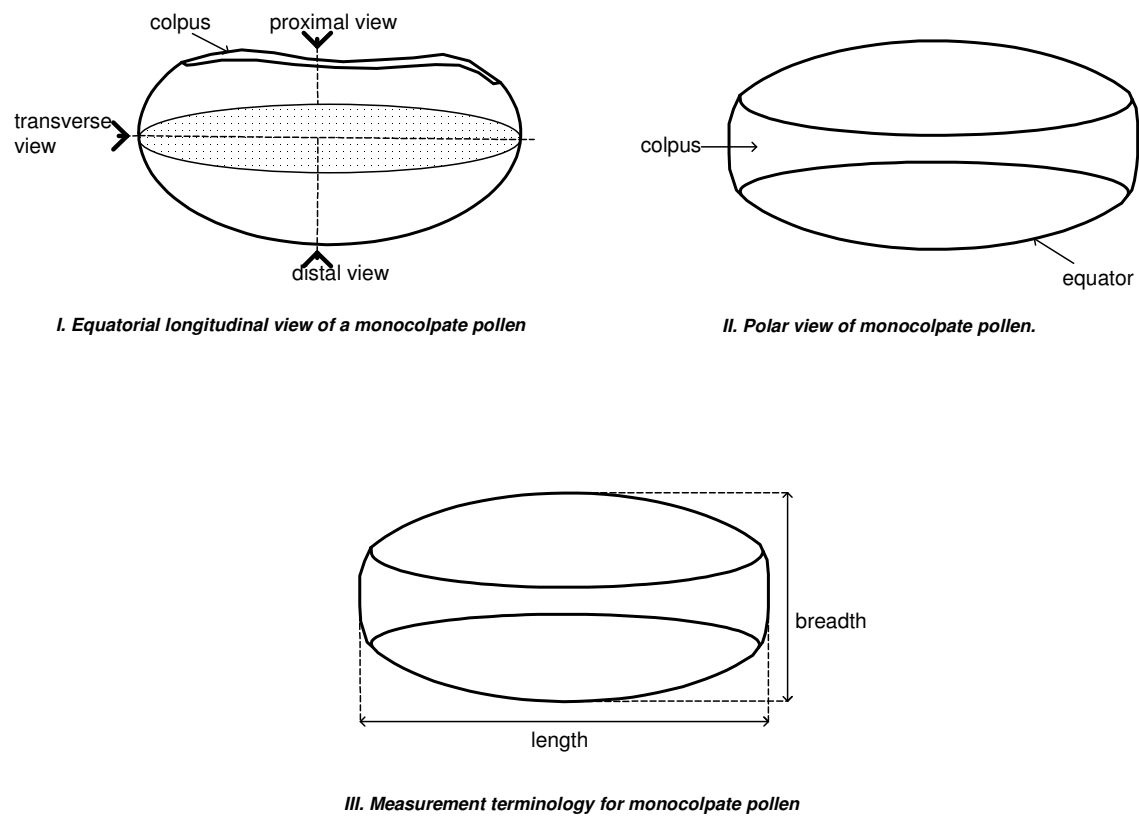 colpus
proximal view
transverse
view
distal view
I. Equatorial longitudinal view of a monocolpate pollen
colpus
equator
II. Polar view of monocolpate pollen.
breadth
length
III. Measurement terminology for monocolpate pollen